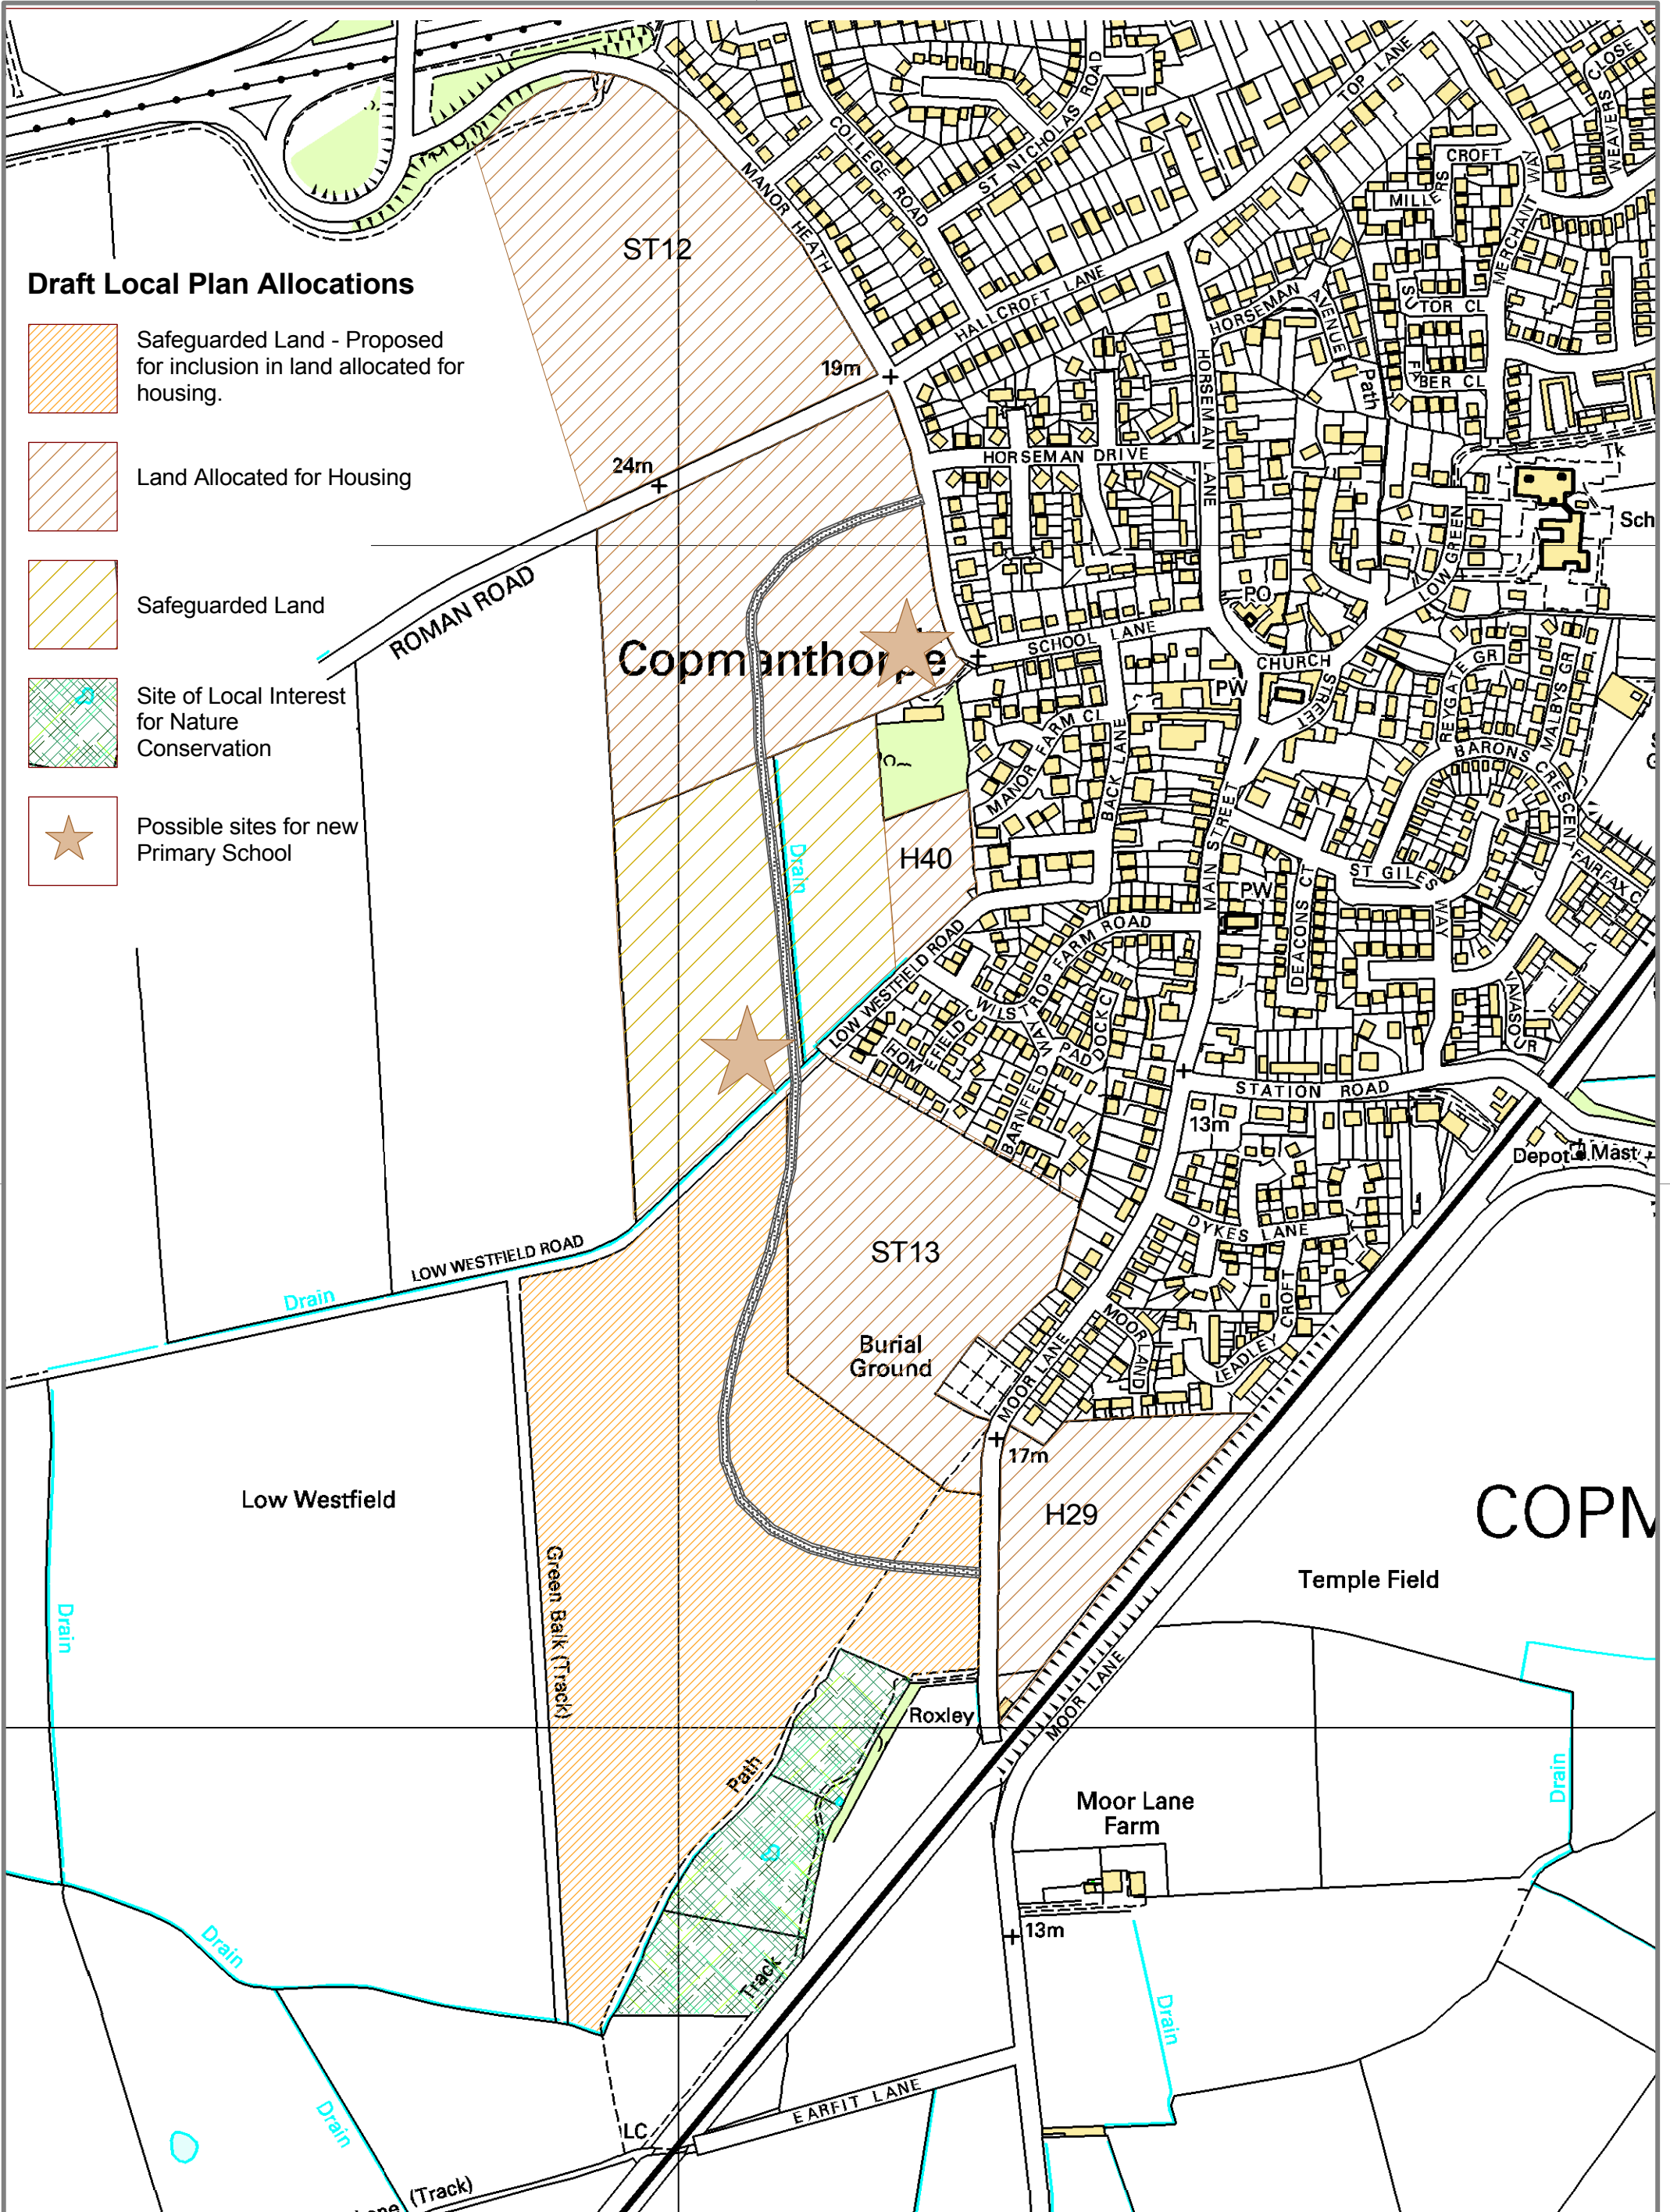 TOP LANE
WEAVERS CLOSE
COLLEGE ROAD
ST NICHOLAS ROAD
CROFT
MILLERS
MERCHANT WAY
MANOR HEATH
ST12
Draft Local Plan Allocations
Safeguarded Land - Proposed
for inclusion in land allocated for
housing.
Land Allocated for Housing
Safeguarded Land
Site of Local Interest
for Nature
Conservation
Possible sites for new
Primary School
HALLCROFT LANE
HORSEMAN AVENUE
SUTOR CL
FABER CL
Path
19m
24m
HORSEMAN LANE
HORSEMAN DRIVE
Tk
Sch
LOW GREEN
ROMAN ROAD
PO
Copmanthorpe
SCHOOL LANE
CHURCH STREET
PW
REYGATE GR
MALBYS GR
MANOR FARM CL
BACK LANE
BARONS CRESCENT
MAIN STREET
Drain
H40
ST GILES WAY
FAIRFAX C
PW
DEACONS CT
LOW WESTFIELD ROAD
WILSTROP FARM ROAD
HOMEFIELD C
BARNFIELD WAY
PADDOCK C
VAVASOUR
STATION ROAD
13m
Depot
Mast
DYKES LANE
ST13
LOW WESTFIELD ROAD
Drain
MOORLAND
LEADLEY CROFT
Burial
Ground
MOOR LANE
17m
Low Westfield
H29
COPM
Temple Field
Green Balk (Track)
Drain
MOOR LANE
Roxley
Path
Drain
Moor Lane
Farm
13m
Drain
Track
Drain
Drain
EARFIT LANE
LC
(Track)